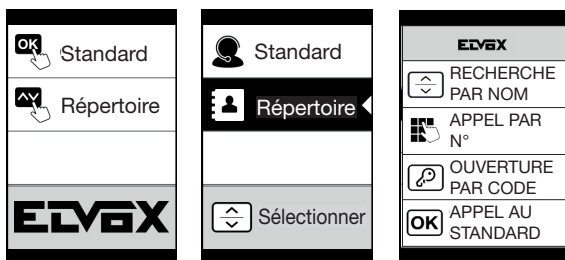 OK Standard
Répertoire
ELVOX
Standard
Répertoire
Sélectionner
ELVOX
RECHERCHE
PAR NOM
APPEL PAR
N°
OUVERTURE
PAR CODE
OK APPEL AU
STANDARD